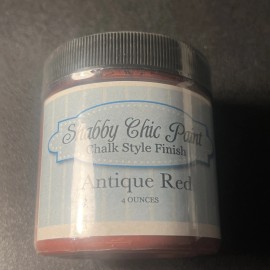 Shabby Chic Paint
Chalk Style Finish
Antique Red
4 OUNCES